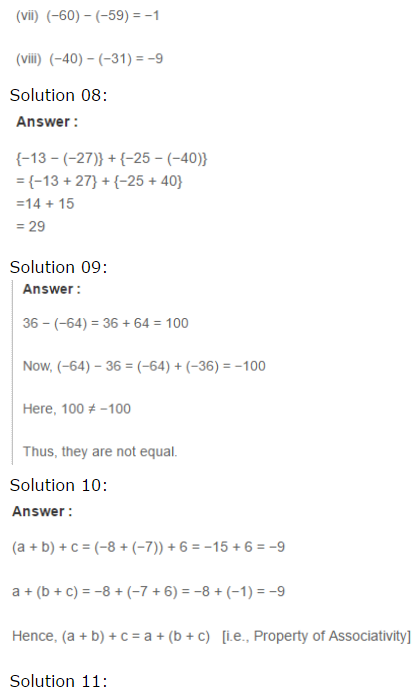 (vii) (−60) − (−59) = −1
(viii) (−40) − (−31) = −9
Solution 08:
Answer :
{−13 − (−27)} + {−25 − (−40)}
= {−13 + 27} + {−25 + 40}
=14 + 15
= 29
Solution 09:
Answer :
36 − (−64) = 36 + 64 = 100
Now, (−64) − 36 = (−64) + (−36) = −100
Here, 100 ≠ −100
Thus, they are not equal.
Solution 10:
Answer :
(a + b) + c = (−8 + (−7)) + 6 = −15 + 6 = −9
a + (b + c) = −8 + (−7 + 6) = −8 + (−1) = −9
Hence, (a + b) + c = a + (b + c) [i.e., Property of Associativity]
Solution 11: